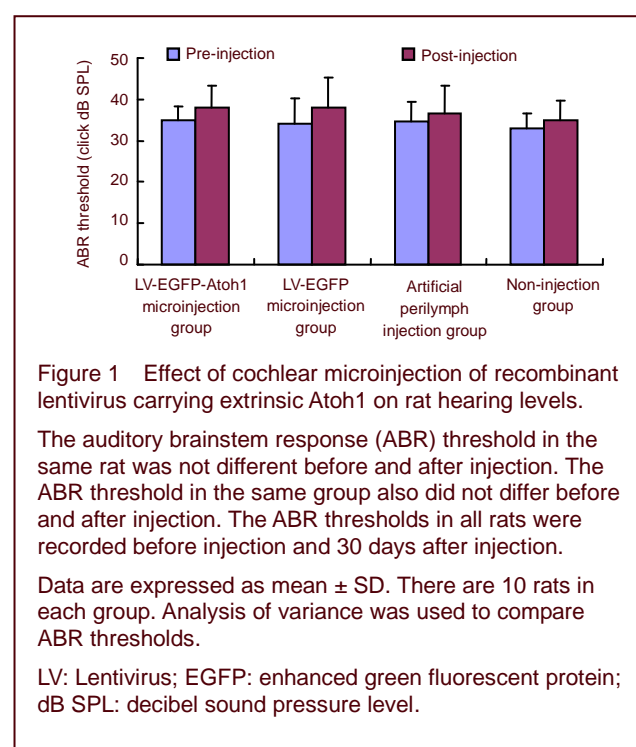 Pre-injection Post-injection
ABR threshold (click dB SPL)
50
40
30
20
10
0
LV-EGFP-Atoh1
microinjection
group
LV-EGFP
microinjection
group
Artificial
perilymph
injection group
Non-injection
group
Figure 1 Effect of cochlear microinjection of recombinant
lentivirus carrying extrinsic Atoh1 on rat hearing levels.
The auditory brainstem response (ABR) threshold in the
same rat was not different before and after injection. The
ABR threshold in the same group also did not differ before
and after injection. The ABR thresholds in all rats were
recorded before injection and 30 days after injection.
Data are expressed as mean ± SD. There are 10 rats in
each group. Analysis of variance was used to compare
ABR thresholds.
LV: Lentivirus; EGFP: enhanced green fluorescent protein;
dB SPL: decibel sound pressure level.